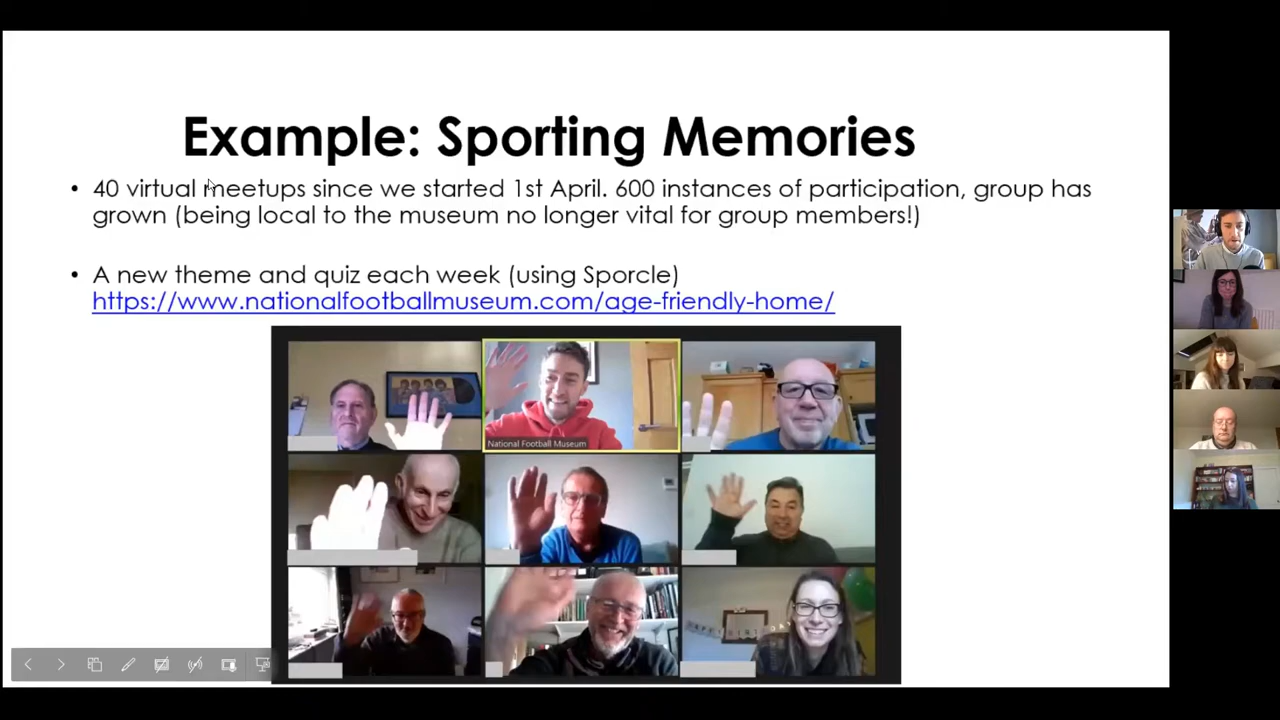 Example: Sporting Memories
• 40 virtual meetups since we started 1st April. 600 instances of participation, group has
grown (being local to the museum no longer vital for group members!)
• A new theme and quiz each week (using Sporcle)
https://www.nationalfootballmuseum.com/age-friendly-home/
National Football Museum